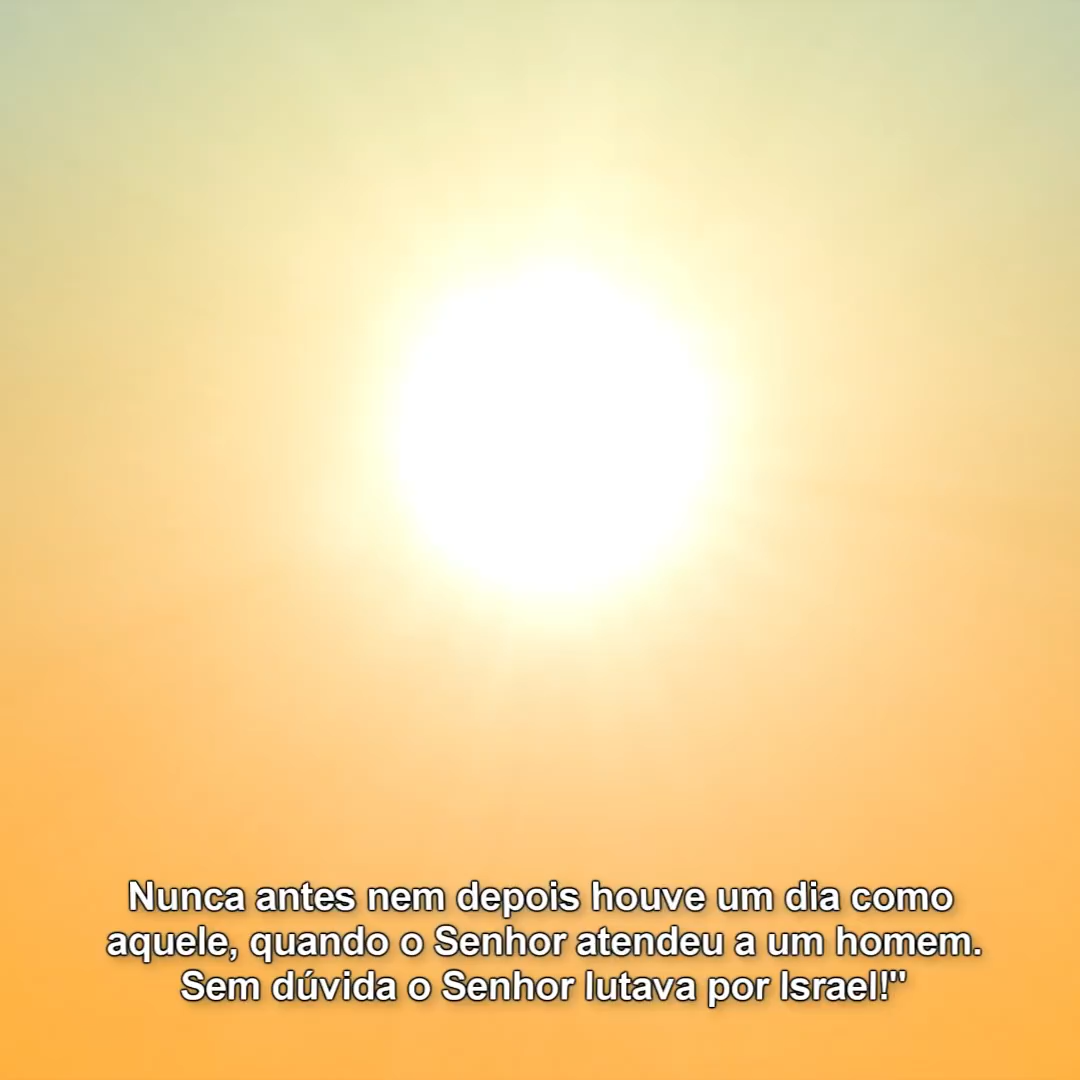 Nunca antes nem depois houve um dia como
aquele, quando o Senhor atendeu a um homem.
Sem dúvida o Senhor lutava por Israel!"